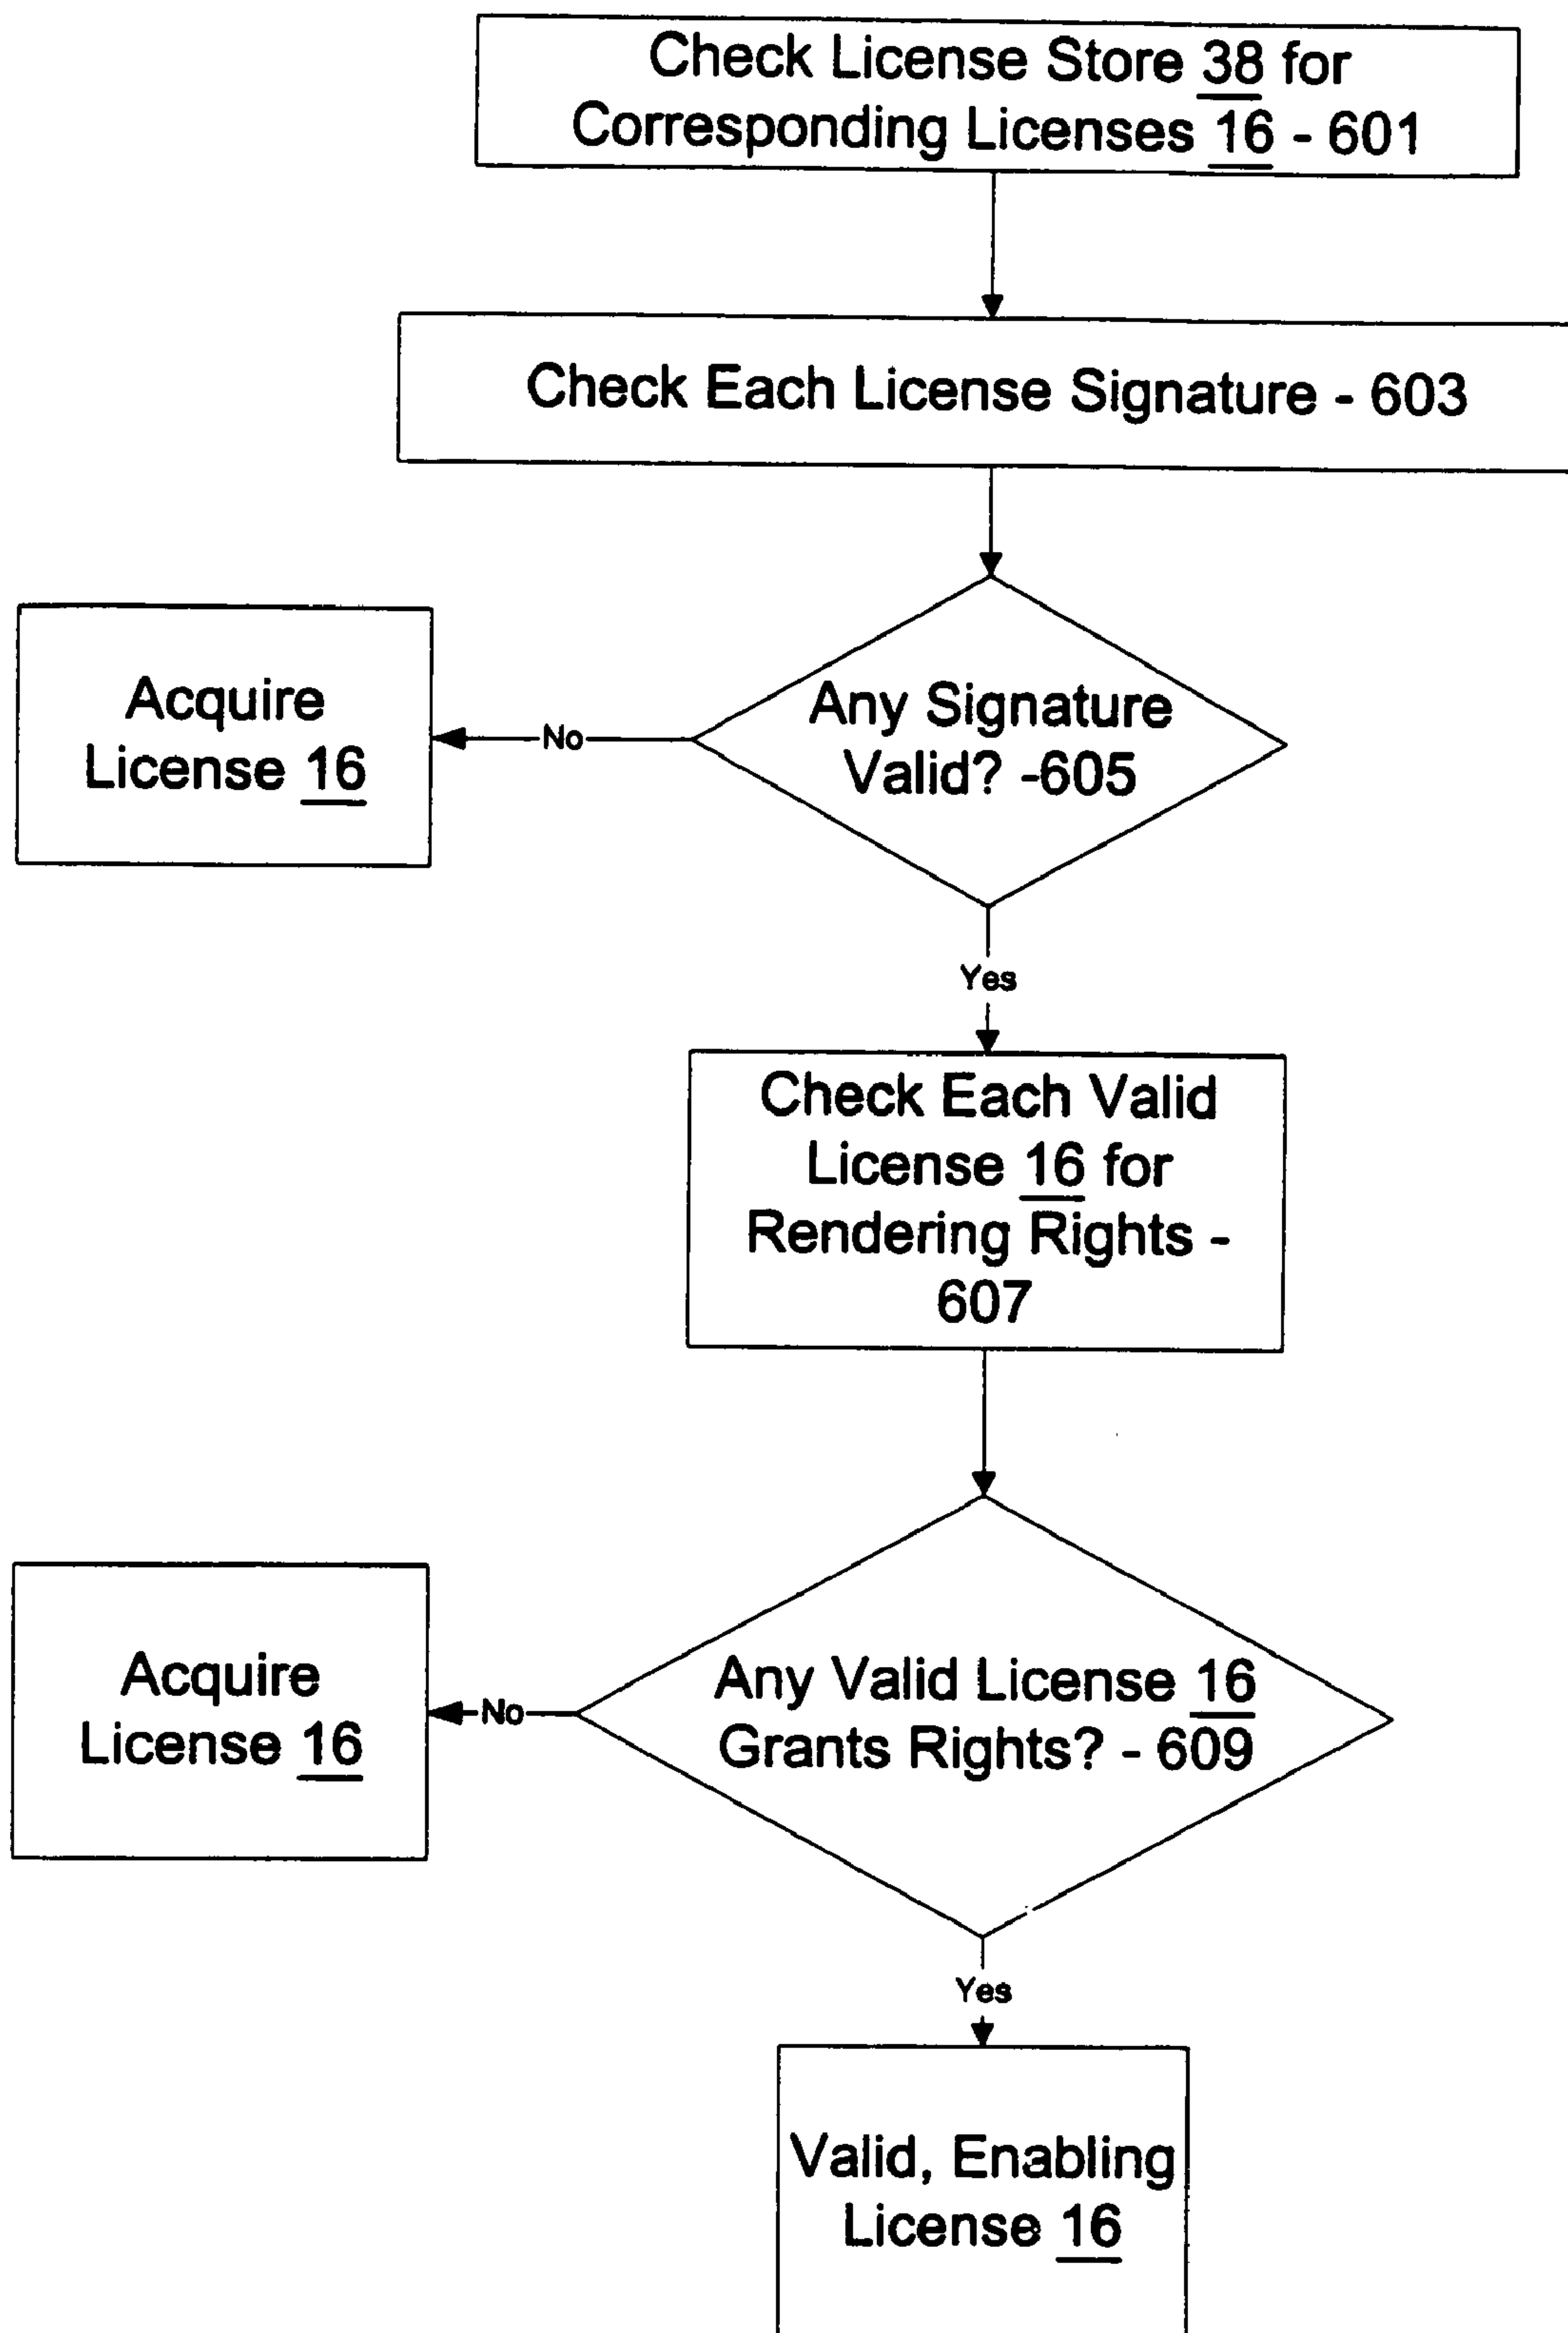 Check License Store 38 for
Corresponding Licenses 16 - 601
Check Each License Signature - 603
Acquire
License 16
No
Any Signature
Valid? -605
Yes
Check Each Valid
License 16 for
Rendering Rights -
607
Acquire
License 16
No
Any Valid License 16
Grants Rights? - 609
Yes
Valid, Enabling
License 16